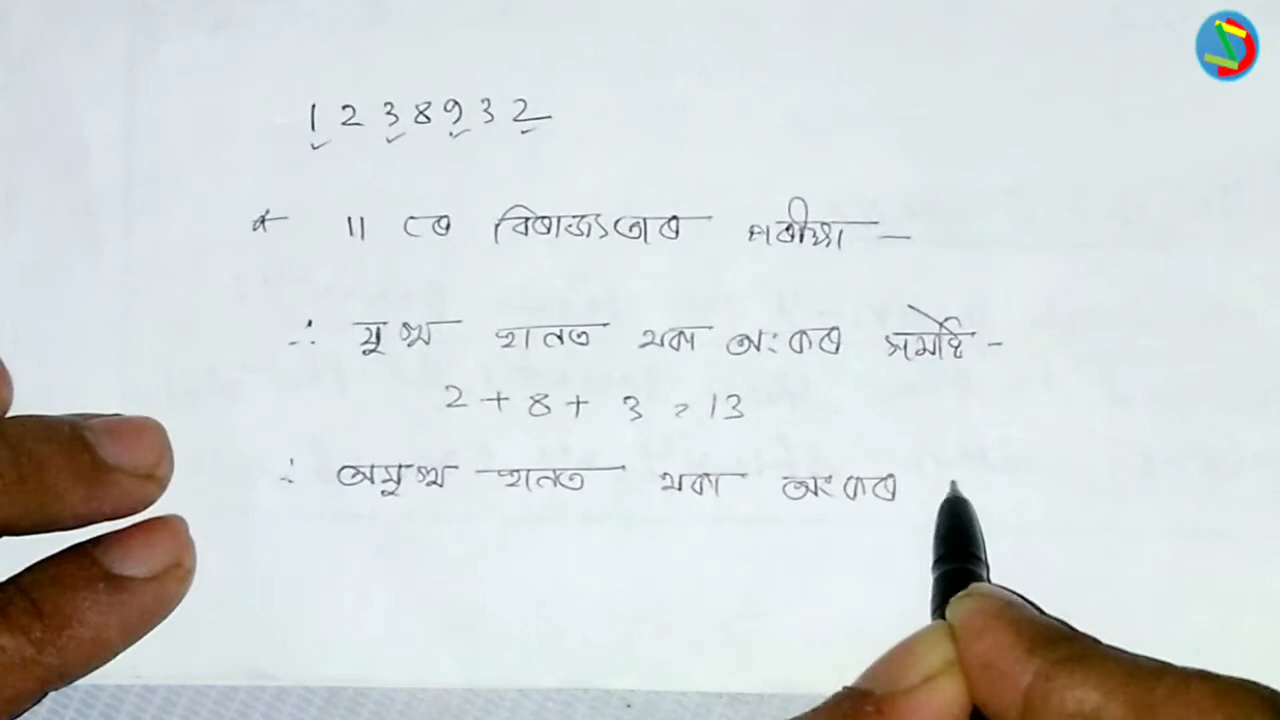 1238932
* 11 ৰে বিভাজ্যতাৰ পৰীক্ষা -
∴ যুগ্ম স্থানত থকা অংকৰ সমষ্টি -
2 + 8 + 3 = 13
∴ অযুগ্ম স্থানত থকা অংকৰ